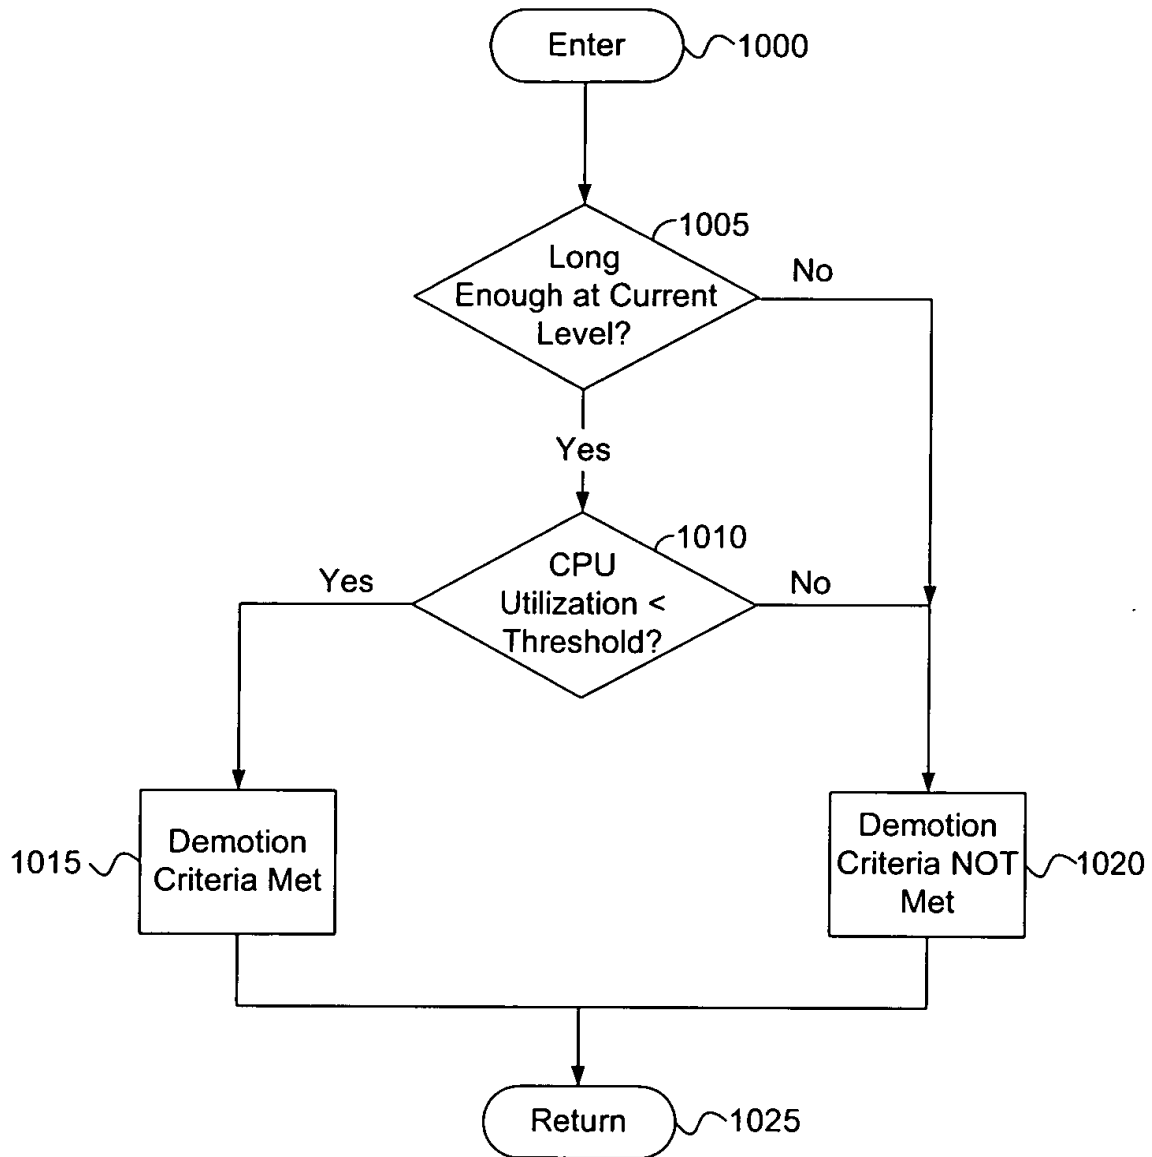 Enter
1000
1005
Long
Enough at Current
Level?
No
Yes
1010
CPU
Utilization <
Threshold?
Yes
No
Demotion
Criteria Met
1015
Demotion
Criteria NOT
Met
1020
Return
1025